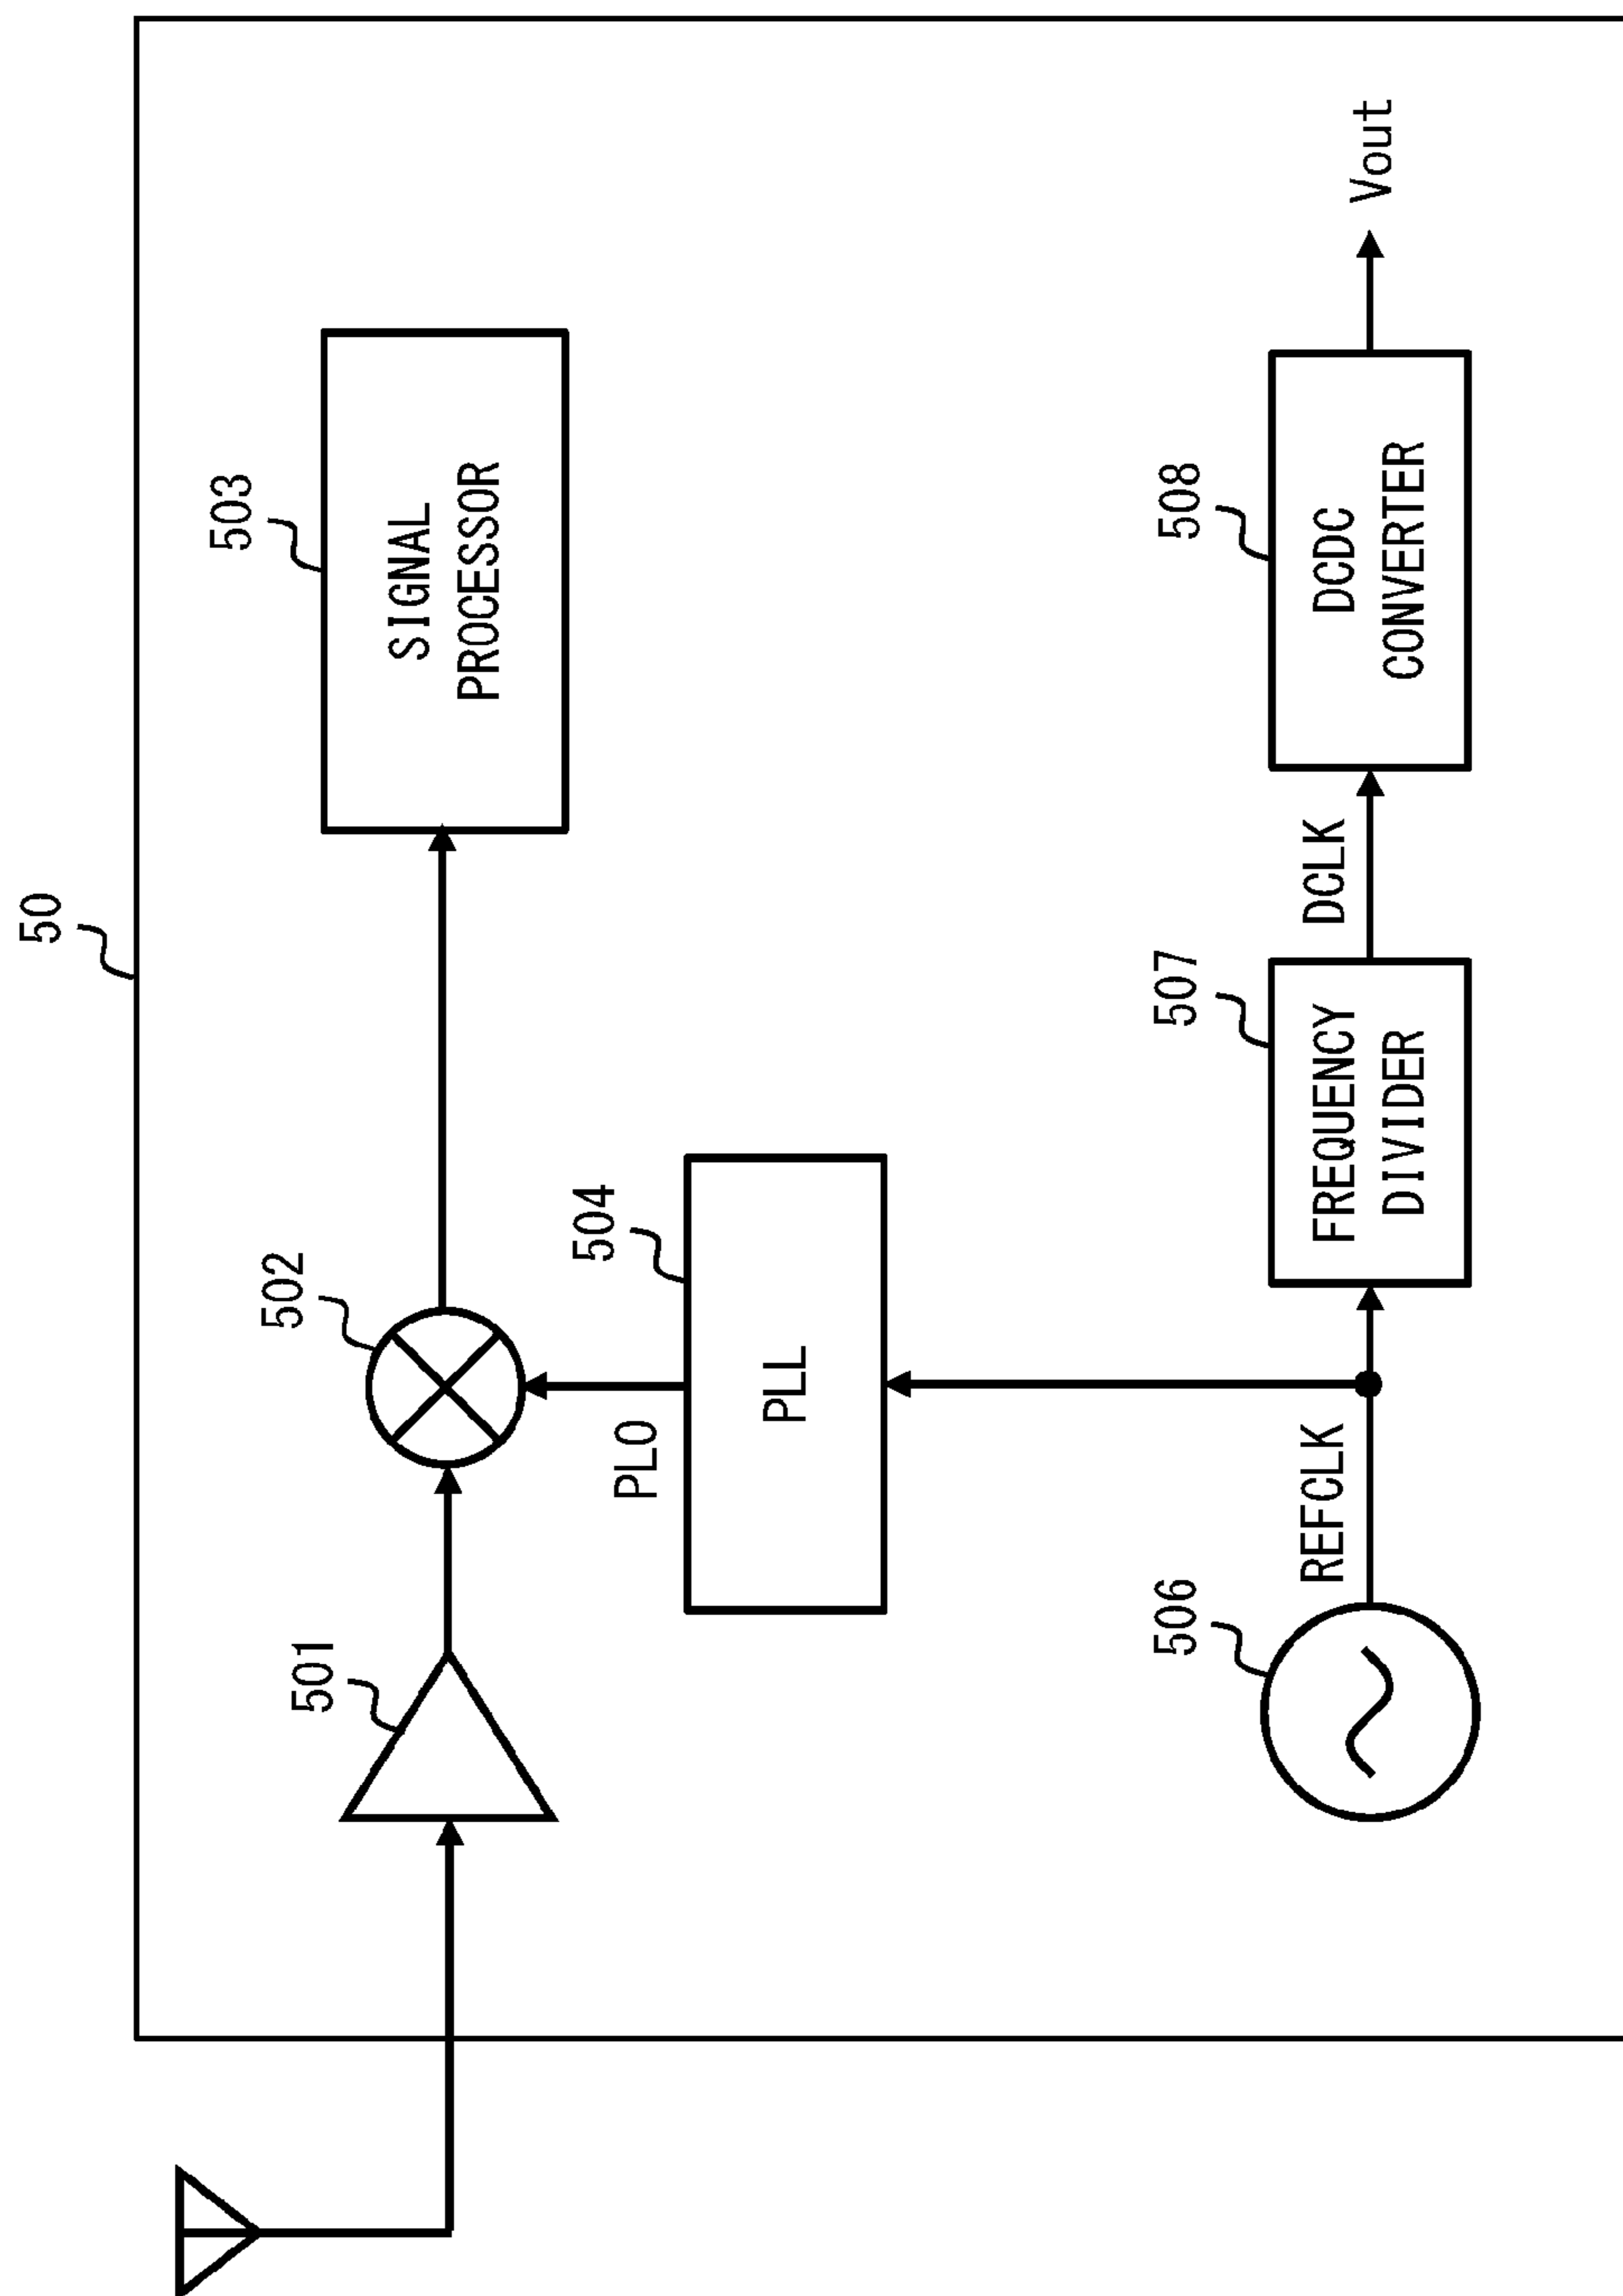 50
501
502
503
SIGNAL
PROCESSOR
PLO
504
PLL
506
REFCLK
507
FREQUENCY
DIVIDER
DCLK
508
DCDC
CONVERTER
Vout